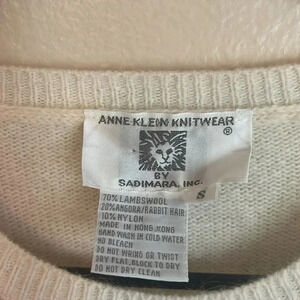 ANNE KLEIN KNITWEAR
®
BY
SADIMARA, INC.
S
70% LAMBSWOOL
20% ANGORA/RABBIT HAIR
10% NYLON
MADE IN HONG KONG
HAND WASH IN COLD WATER
NO BLEACH
DO NOT WRING OR TWIST
DRY FLAT, BLOCK TO DRY
DO NOT DRY CLEAN